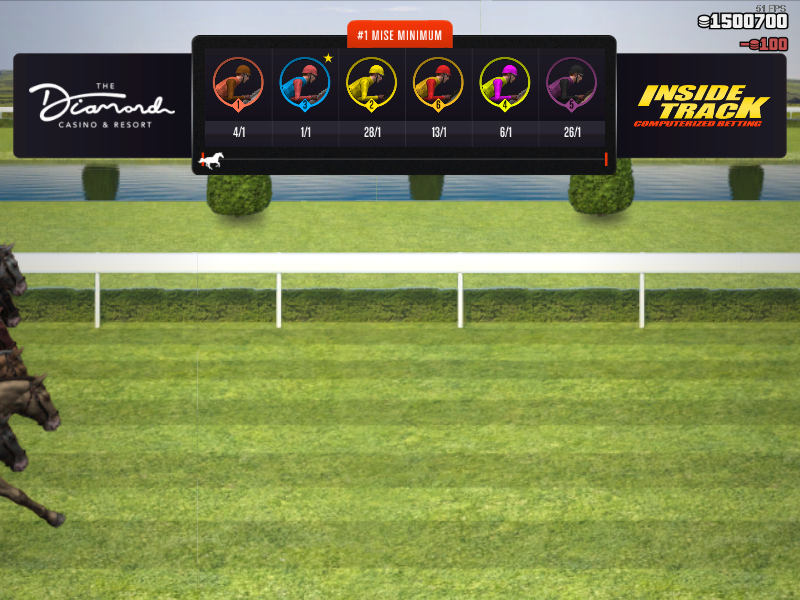 51 FPS
1500700
-100
#1 MISE MINIMUM
THE
Diamond
CASINO & RESORT
INSIDE
TRACK
COMPUTERIZED BETTING
1 3 2 6 4 5
4/1 1/1 28/1 13/1 6/1 26/1